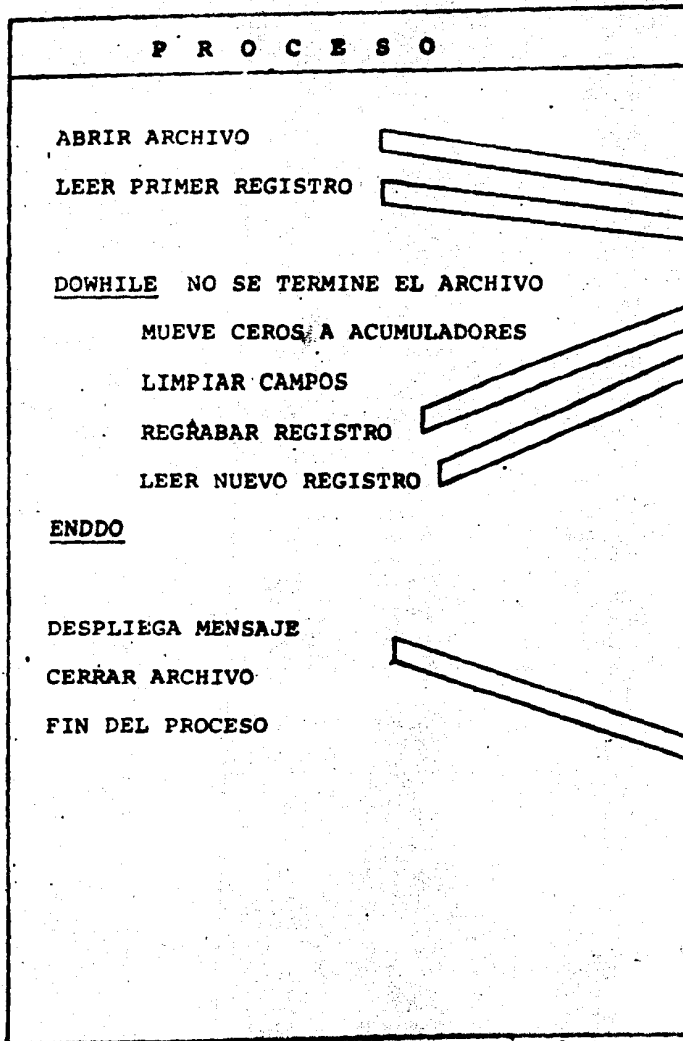 P R O C E S O
ABRIR ARCHIVO
LEER PRIMER REGISTRO
DOWHILE NO SE TERMINE EL ARCHIVO
MUEVE CEROS A ACUMULADORES
LIMPIAR CAMPOS
REGRABAR REGISTRO
LEER NUEVO REGISTRO
ENDDO
DESPLIEGA MENSAJE
CERRAR ARCHIVO
FIN DEL PROCESO